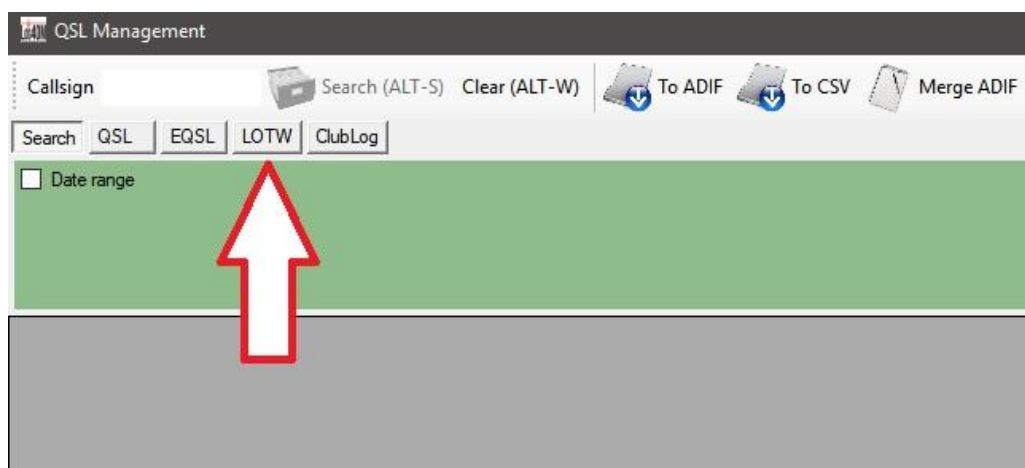 QSL Management
Callsign Search (ALT-S) Clear (ALT-W) To ADIF To CSV Merge ADIF
Search QSL EQSL LOTW ClubLog
Date range